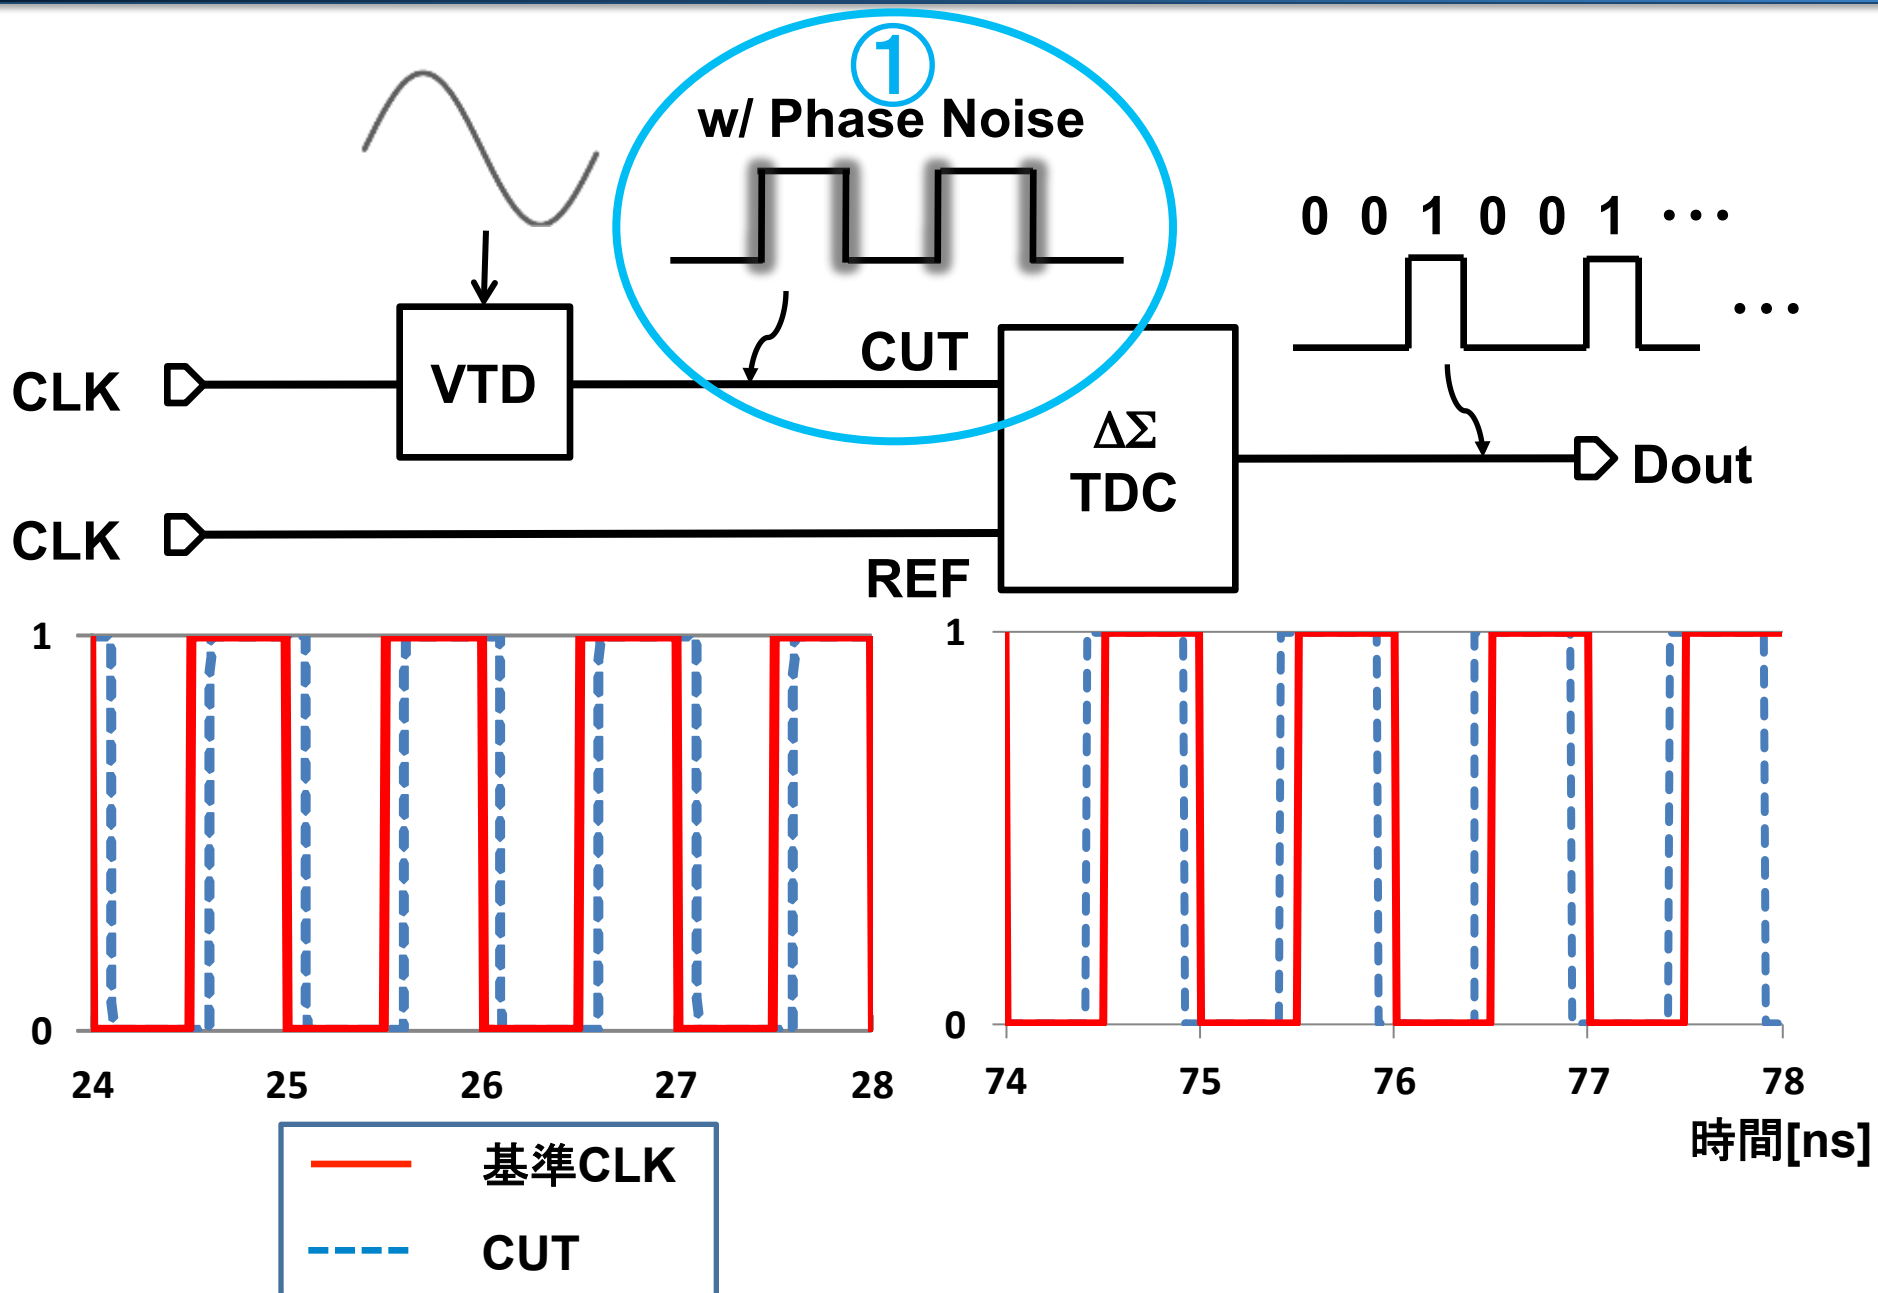 ①
w/ Phase Noise
0 0 1 0 0 1 ・・・
・・・
CUT
CLK
VTD
ΔΣ
TDC
Dout
CLK
REF
1
0
24 25 26 27 28
1
0
74 75 76 77 78
時間[ns]
基準CLK
CUT